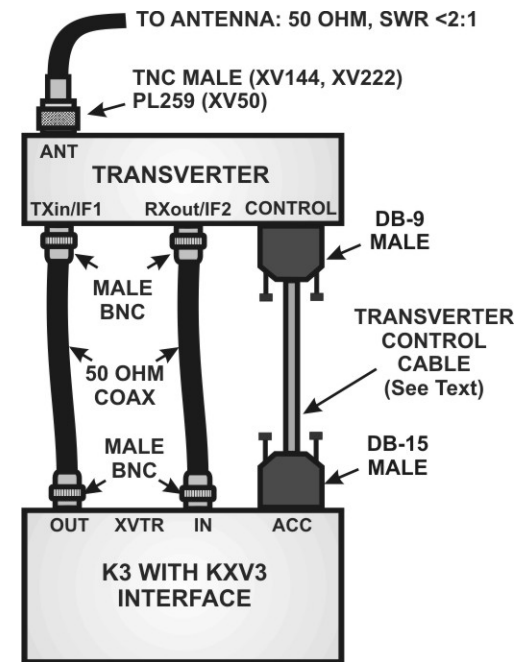 TO ANTENNA: 50 OHM, SWR <2:1
TNC MALE (XV144, XV222)
PL259 (XV50)
ANT
TRANSVERTER
TXin/IF1 RXout/IF2 CONTROL
DB-9
MALE
MALE
BNC
TRANSVERTER
CONTROL
CABLE
(See Text)
50 OHM
COAX
MALE
BNC
DB-15
MALE
OUT XVTR IN ACC
K3 WITH KXV3
INTERFACE